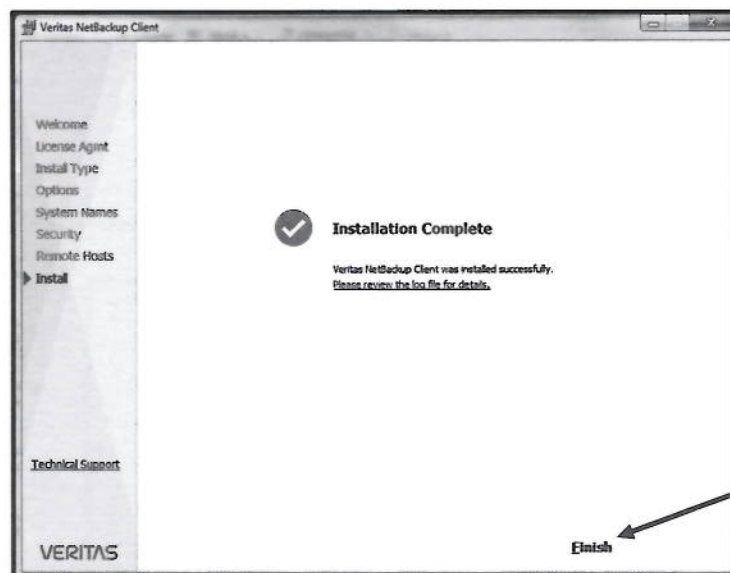 Veritas NetBackup Client
Welcome
License Agmt
Install Type
Options
System Names
Security
Remote Hosts
Install
Installation Complete
Veritas NetBackup Client was installed successfully.
Please review the log file for details.
Technical Support
VERITAS
Finish